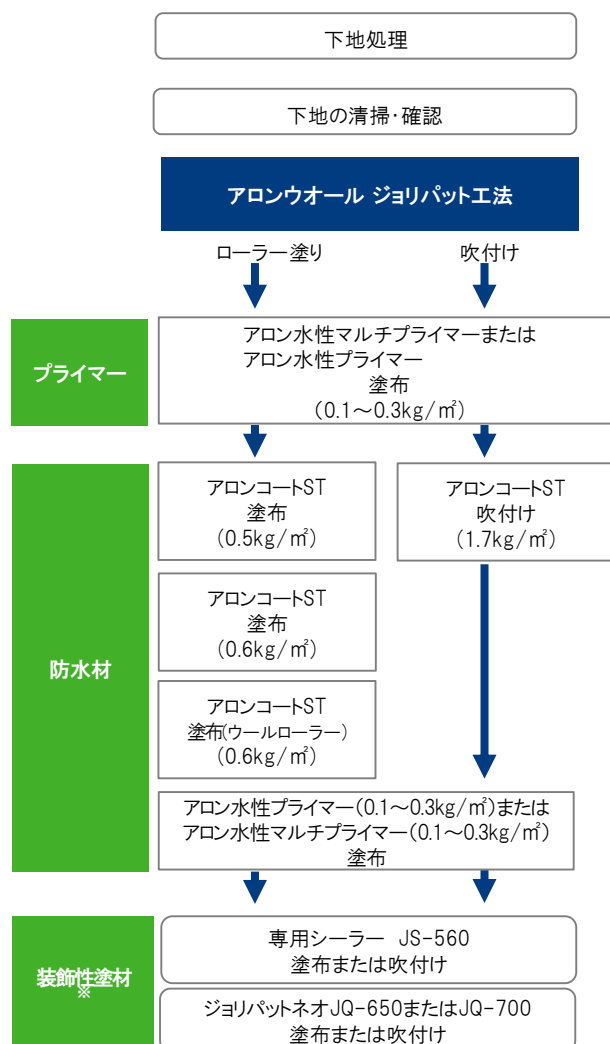 下地処理
下地の清掃・確認
アロンウオール ジョリパット工法
ローラー塗り
吹付け
プライマー
アロン水性マルチプライマーまたは
アロン水性プライマー
塗布
(0.1～0.3kg/㎡)
防水材
アロンコートST
塗布
(0.5kg/㎡)
アロンコートST
吹付け
(1.7kg/㎡)
アロンコートST
塗布
(0.6kg/㎡)
アロンコートST
塗布(ウールローラー)
(0.6kg/㎡)
アロン水性プライマー(0.1～0.3kg/㎡)または
アロン水性マルチプライマー(0.1～0.3kg/㎡)
塗布
装飾性塗材
※
専用シーラー JS-560
塗布または吹付け
ジョリパットネオJQ-650またはJQ-700
塗布または吹付け